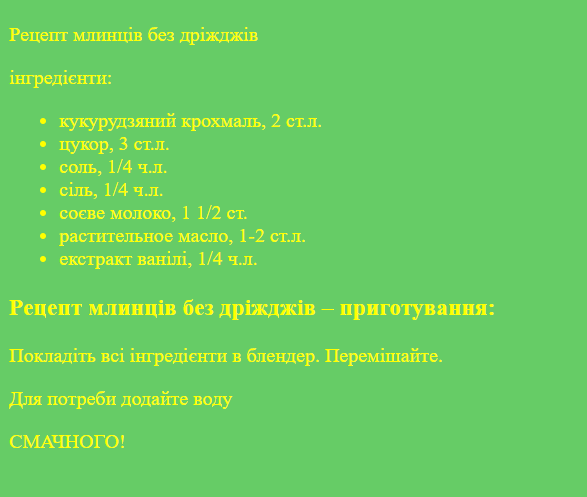 Рецепт млинців без дріжджів
інгредієнти:
кукурудзяний крохмаль, 2 ст.л.
цукор, 3 ст.л.
соль, 1/4 ч.л.
сіль, 1/4 ч.л.
соєве молоко, 1 1/2 ст.
растительное масло, 1-2 ст.л.
екстракт ванілі, 1/4 ч.л.
Рецепт млинців без дріжджів – приготування:
Покладіть всі інгредієнти в блендер. Перемішайте.
Для потреби додайте воду
СМАЧНОГО!